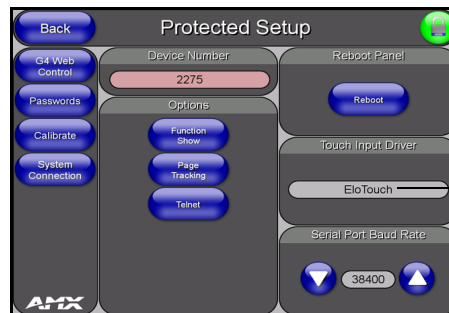 Back
Protected Setup
G4 Web
Control
Passwords
Calibrate
System
Connection
AMX
Device Number
2275
Options
Function
Show
Page
Tracking
Telnet
Reboot Panel
Reboot
Touch Input Driver
EloTouch
Serial Port Baud Rate
38400